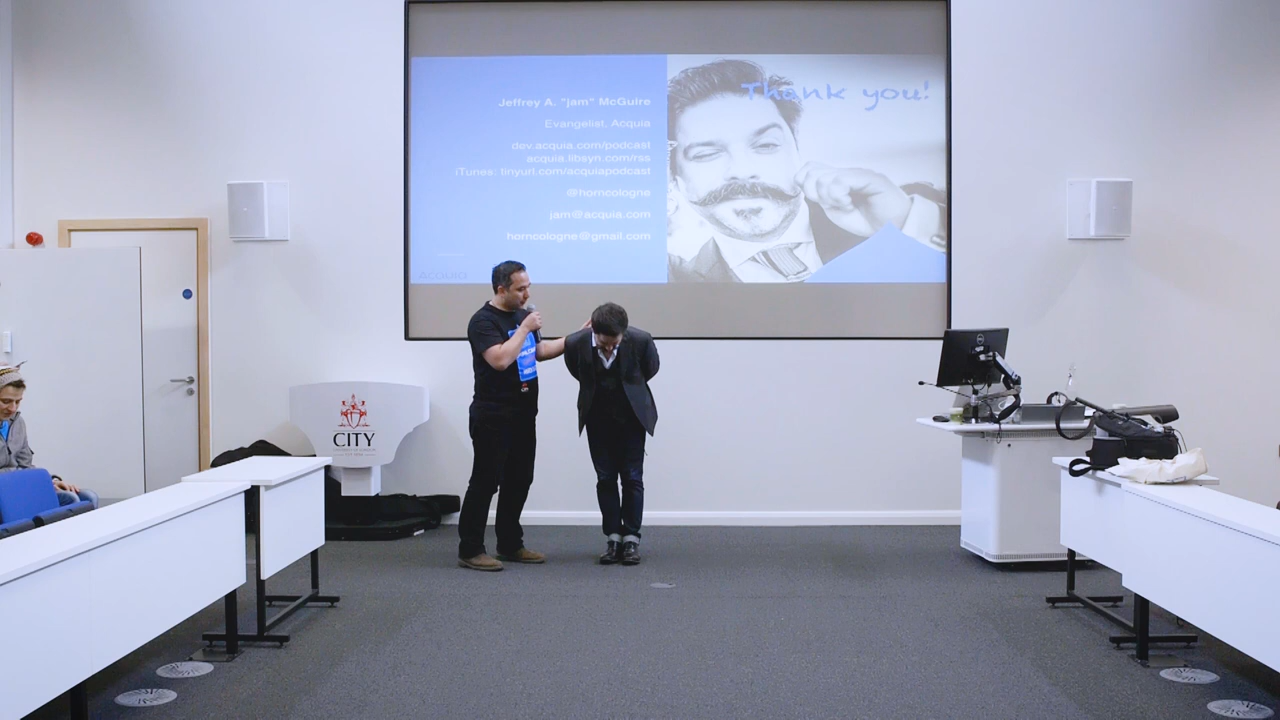 Thank you!
Jeffrey A. "jam" McGuire
Evangelist, Acquia
dev.acquia.com/podcast
acquia.libsyn.com/rss
iTunes: tinyurl.com/acquiapodcast
@horncologne
jam@acquia.com
horncologne@gmail.com
Acquia
CITY